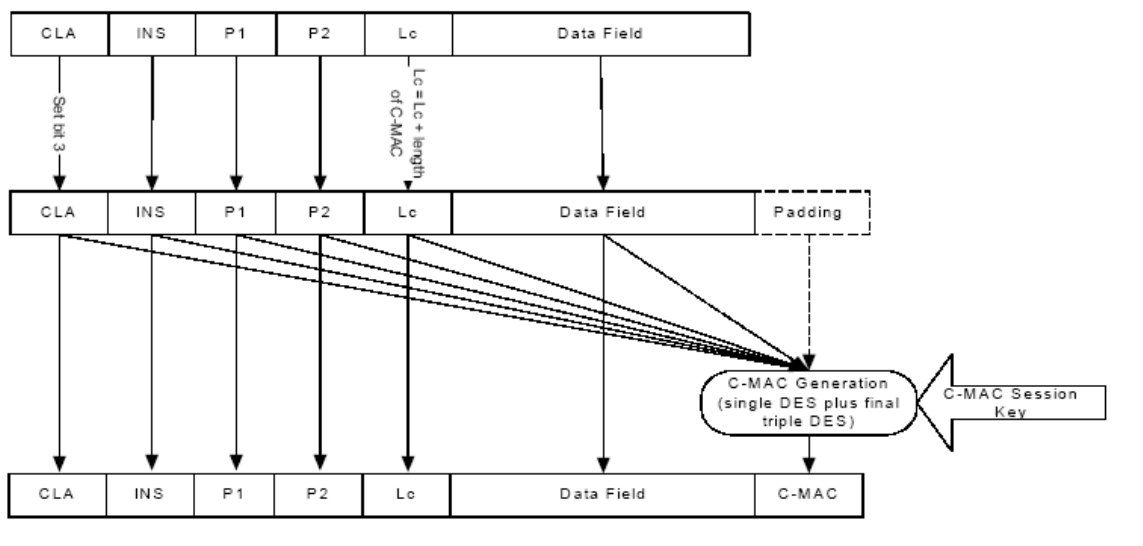 CLA INS P1 P2 Lc Data Field
Set bit 3
Lc = Lc + length
of C-MAC
CLA INS P1 P2 Lc Data Field Padding
C-MAC Generation
(single DES plus final
triple DES)
C-MAC Session
Key
CLA INS P1 P2 Lc Data Field C-MAC